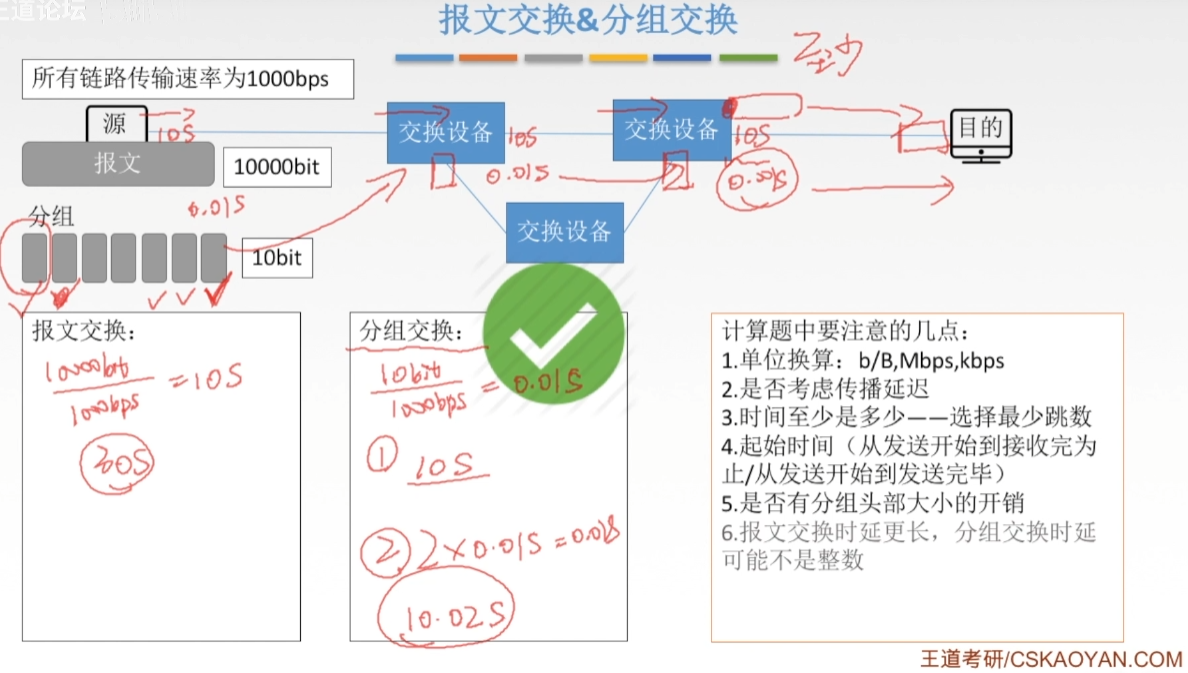 王道论坛
报文交换&分组交换
至少
所有链路传输速率为1000bps
源
10S
交换设备
10S
交换设备
10S
目的
报文
10000bit
0.01S
0.01S
分组
0.01S
10bit
交换设备
报文交换：
10000bit
1000bps
=10S
30S
分组交换：
10bit
1000bps
= 0.01S
① 10S
② 2×0.01S=0.01S
10.02S
计算题中要注意的几点：
1.单位换算：b/B,Mbps,kbps
2.是否考虑传播延迟
3.时间至少是多少——选择最少跳数
4.起始时间（从发送开始到接收完为
止/从发送开始到发送完毕）
5.是否有分组头部大小的开销
6.报文交换时延更长，分组交换时延
可能不是整数
王道考研/CSKAOYAN.COM